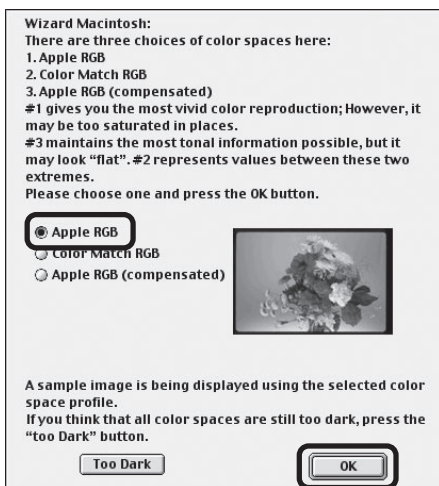 Wizard Macintosh:
There are three choices of color spaces here:
1. Apple RGB
2. Color Match RGB
3. Apple RGB (compensated)
#1 gives you the most vivid color reproduction; However, it
may be too saturated in places.
#3 maintains the most tonal information possible, but it
may look “flat”. #2 represents values between these two
extremes.
Please choose one and press the OK button.
Apple RGB
Color Match RGB
Apple RGB (compensated)
A sample image is being displayed using the selected color
space profile.
If you think that all color spaces are still too dark, press the
“too Dark” button.
Too Dark
OK